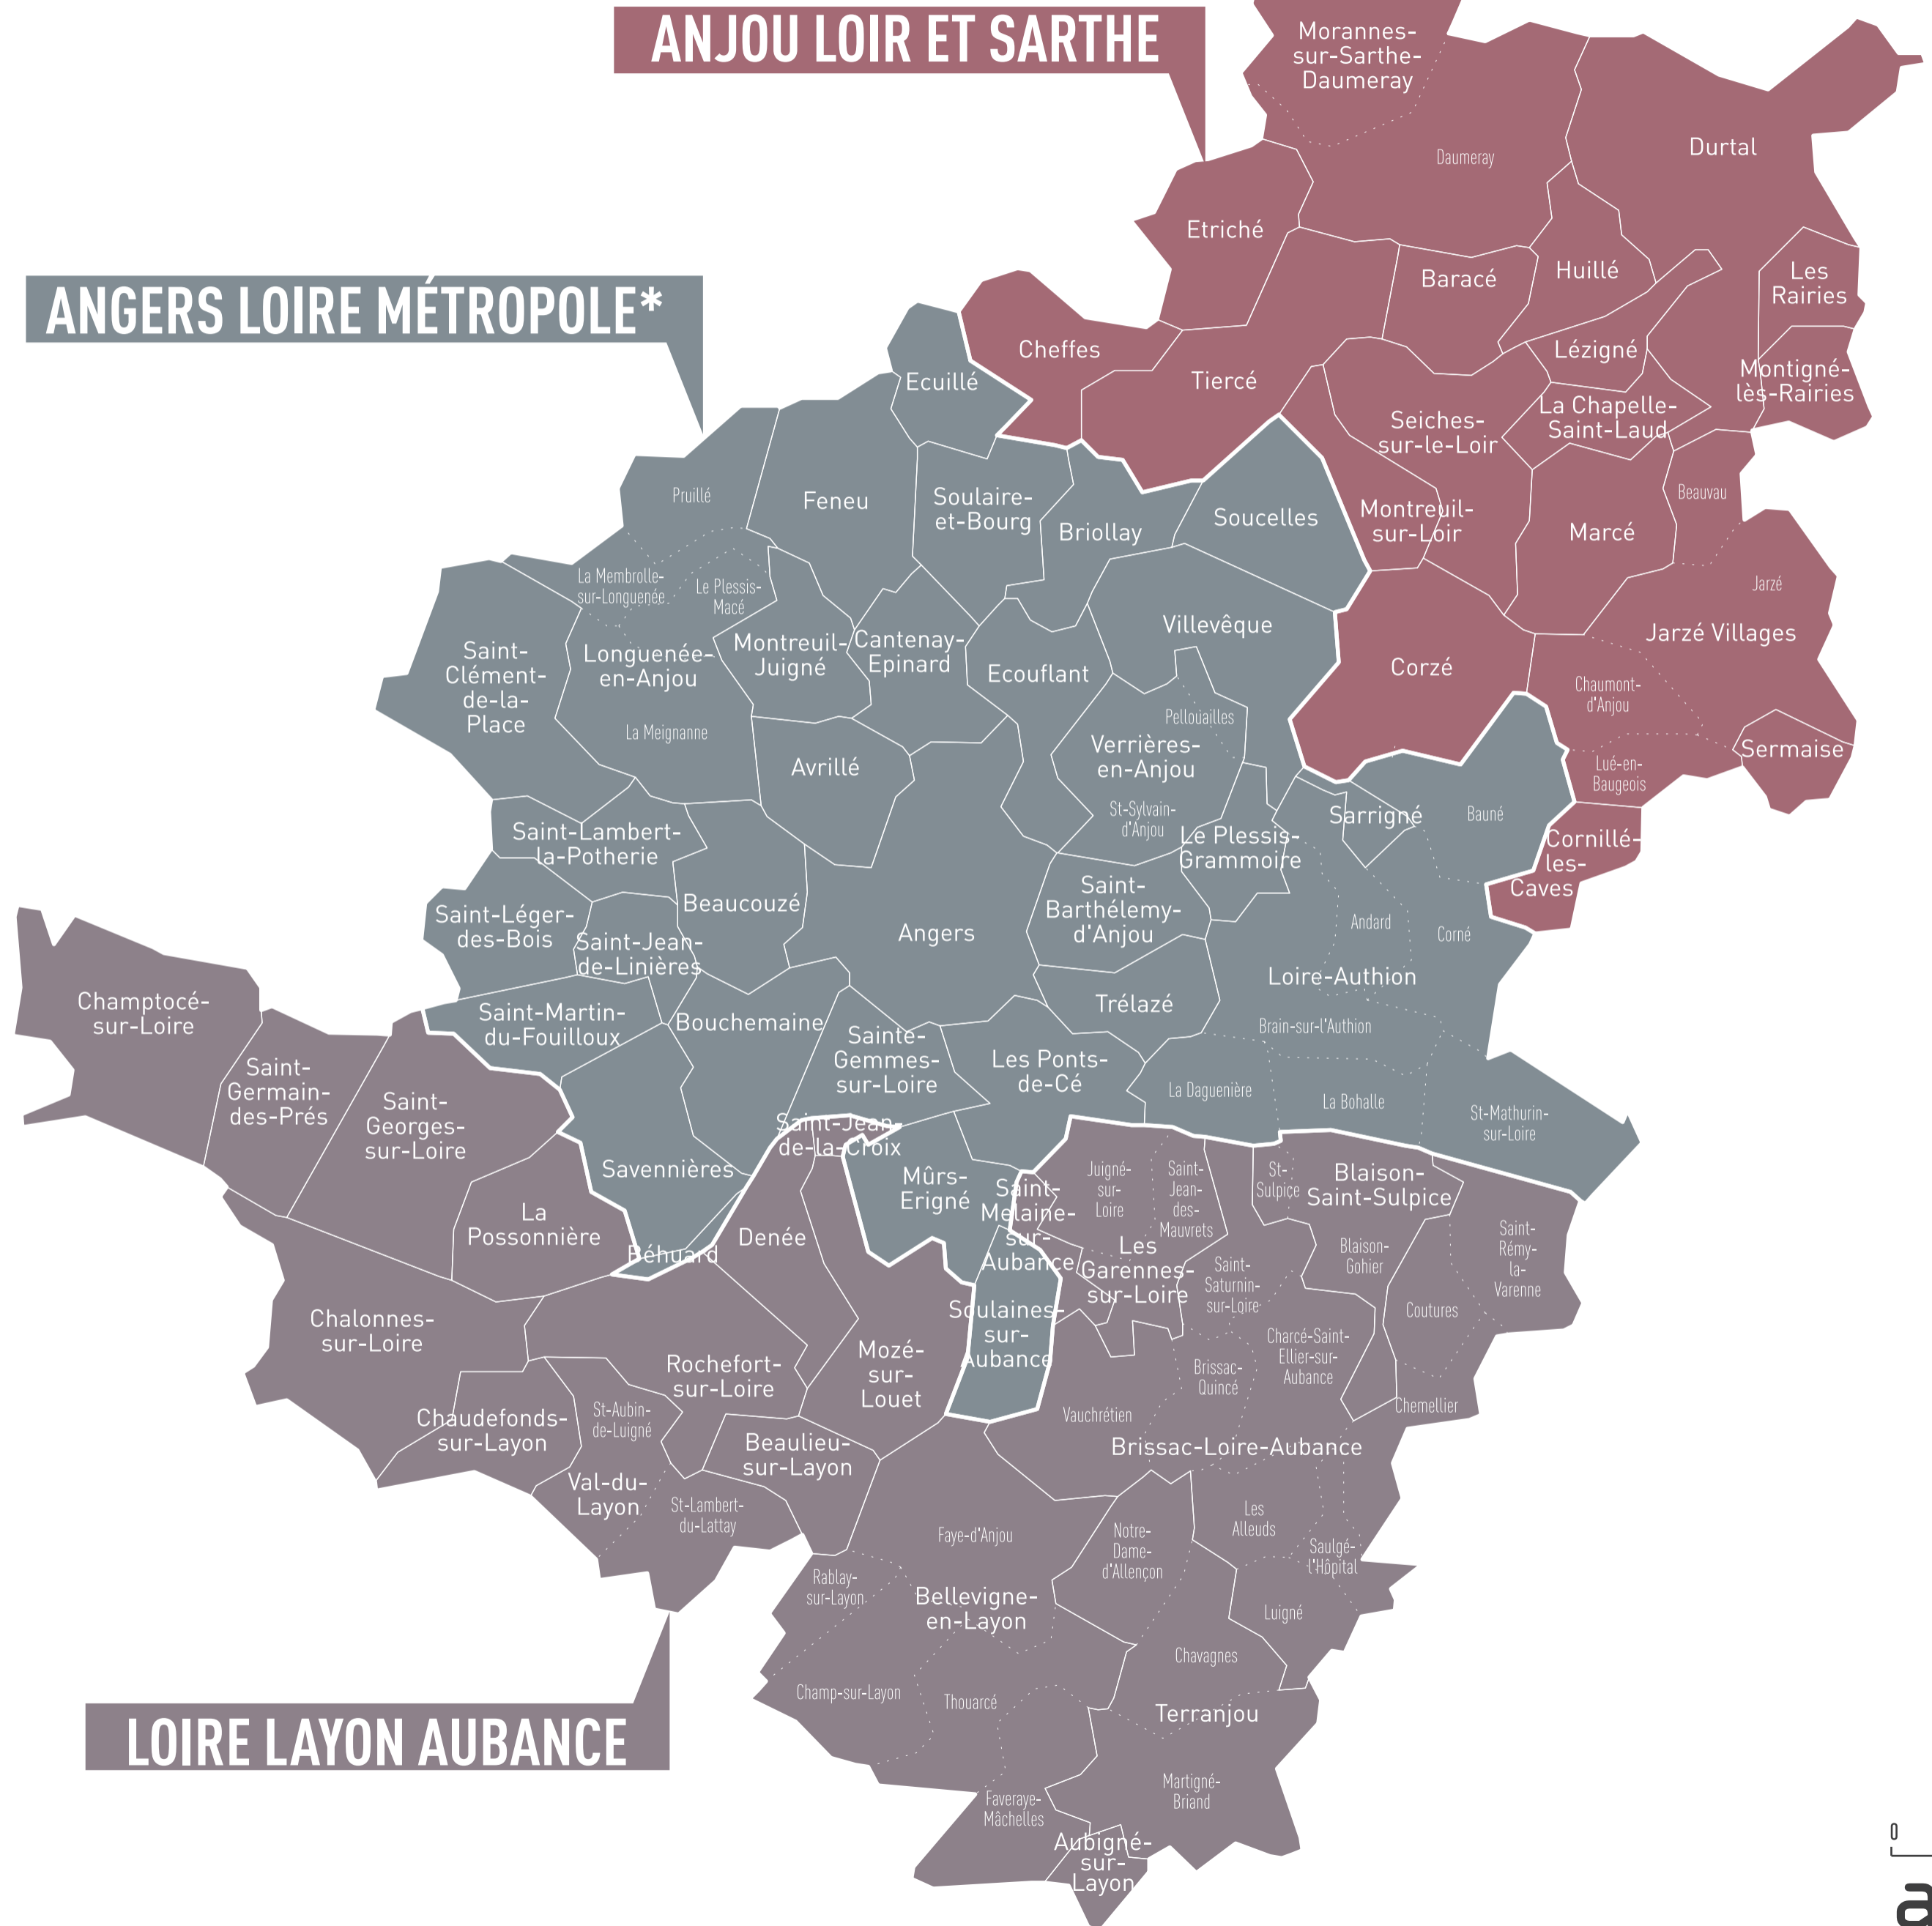 ANJOU LOIR ET SARTHE
Morannes-
sur-Sarthe-
Daumeray
Daumeray
Durtal
Etriché
Baracé
Huillé
Les
Rairies
ANGERS LOIRE MÉTROPOLE*
Cheffes
Tiercé
Lézigné
Montigné-
lès-Rairies
Ecuillé
Seiches-
sur-le-Loir
La Chapelle-
Saint-Laud
Pruillé
Feneu
Soulaire-
et-Bourg
Briollay
Soucelles
Montreuil-
sur-Loir
Marcé
Beauvau
La Membrolle-
sur-Longuenée
Le Plessis-
Macé
Jarzé
Saint-
Clément-
de-la-
Place
Longuenée-
en-Anjou
La Meignanne
Montreuil-
Juigné
Cantenay-
Epinard
Ecouflant
Villevêque
Corzé
Jarzé Villages
Chaumont-
d'Anjou
Pellouailles
Verrières-
en-Anjou
St-Sylvain-
d'Anjou
Avrillé
Sermaise
Lué-en-
Baugeois
Saint-Lambert-
la-Potherie
Le Plessis-
Grammoire
Sarrigné
Bauné
Cornillé-
les-
Caves
Saint-Léger-
des-Bois
Saint-Jean-
de-Linières
Beaucouzé
Angers
Saint-
Barthélemy-
d'Anjou
Andard
Corné
Loire-Authion
Champtocé-
sur-Loire
Saint-Martin-
du-Fouilloux
Bouchemaine
Trélazé
Brain-sur-l'Authion
Saint-
Germain-
des-Prés
Saint-
Georges-
sur-Loire
Sainte-
Gemmes-
sur-Loire
Les Ponts-
de-Cé
La Daguenière
La Bohalle
St-Mathurin-
sur-Loire
Saint-Jean-
de-la-Croix
Savennières
Mûrs-
Erigné
Saint-
Melaine-
sur-
Aubance
Juigné-
sur-
Loire
Saint-
Jean-
des-
Mauvrets
St-
Sulpice
Blaison-
Saint-Sulpice
La
Possonnière
Béhuard
Denée
Les
Garennes-
sur-Loire
Saint-
Saturnin-
sur-Loire
Blaison-
Gohier
Saint-
Rémy-
la-
Varenne
Chalonnes-
sur-Loire
Soulaines-
sur-
Aubance
Coutures
Rochefort-
sur-Loire
Mozé-
sur-
Louet
Brissac-
Quincé
Charcé-Saint-
Ellier-sur-
Aubance
Chaudefonds-
sur-Layon
St-Aubin-
de-Luigné
Vauchrétien
Chemellier
Beaulieu-
sur-Layon
Brissac-Loire-Aubance
Val-du-
Layon
St-Lambert-
du-Lattay
Faye-d'Anjou
Notre-
Dame-
d'Allençon
Les
Alleuds
Saulgé-
l'Hôpital
Rablay-
sur-Layon
Bellevigne-
en-Layon
Luigné
Chavagnes
Champ-sur-Layon
Thouarcé
Terranjou
LOIRE LAYON AUBANCE
Faveraye-
Mâchelles
Martigné-
Briand
Aubigné-
sur-
Layon
0